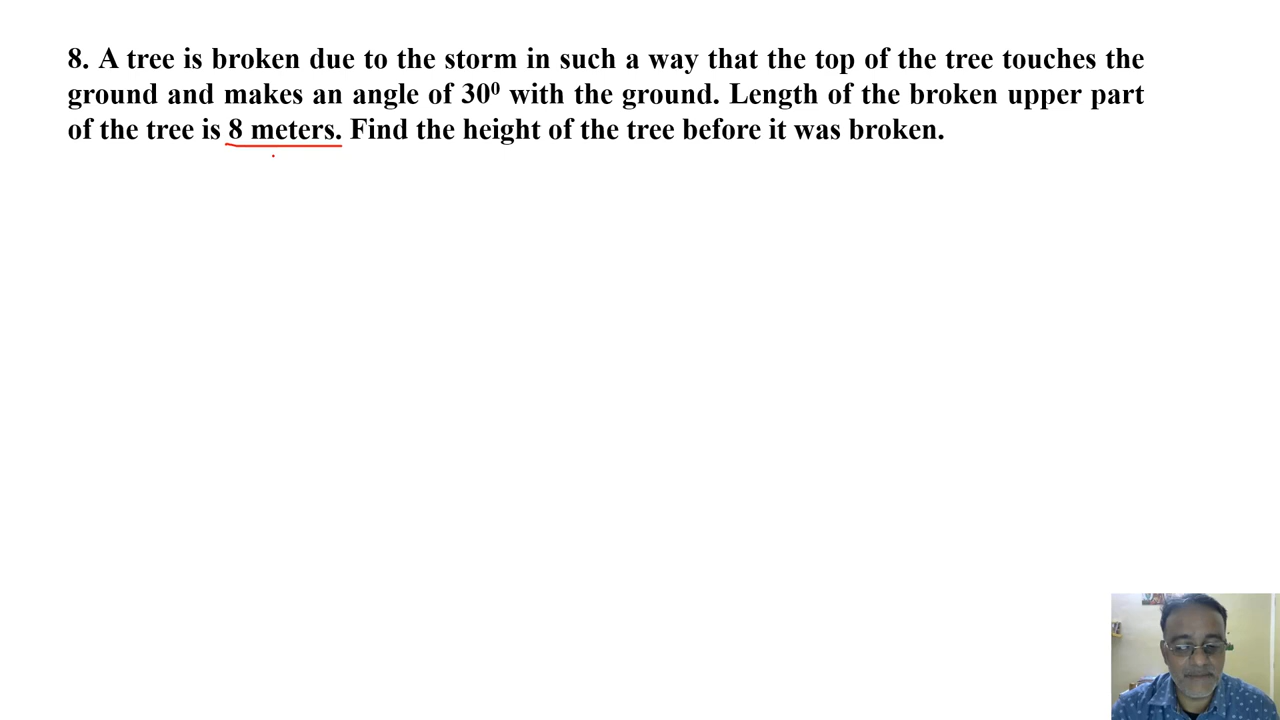 8. A tree is broken due to the storm in such a way that the top of the tree touches the
ground and makes an angle of 30⁰ with the ground. Length of the broken upper part
of the tree is 8 meters. Find the height of the tree before it was broken.